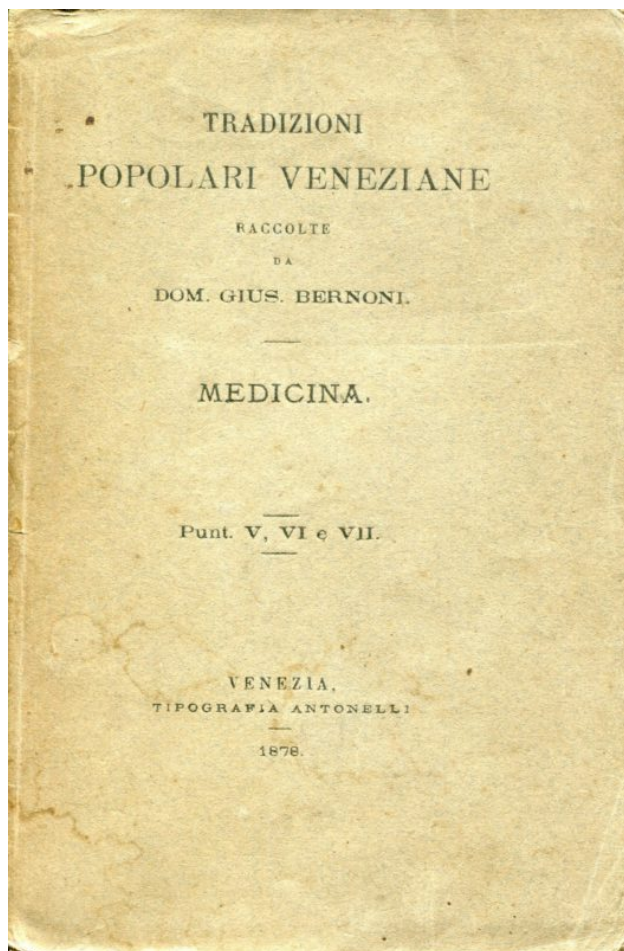 TRADIZIONI
POPOLARI VENEZIANE
RACCOLTE
DA
DOM. GIUS. BERNONI.
MEDICINA.
Punt. V, VI e VII.
VENEZIA,
TIPOGRAFIA ANTONELLI
1878.